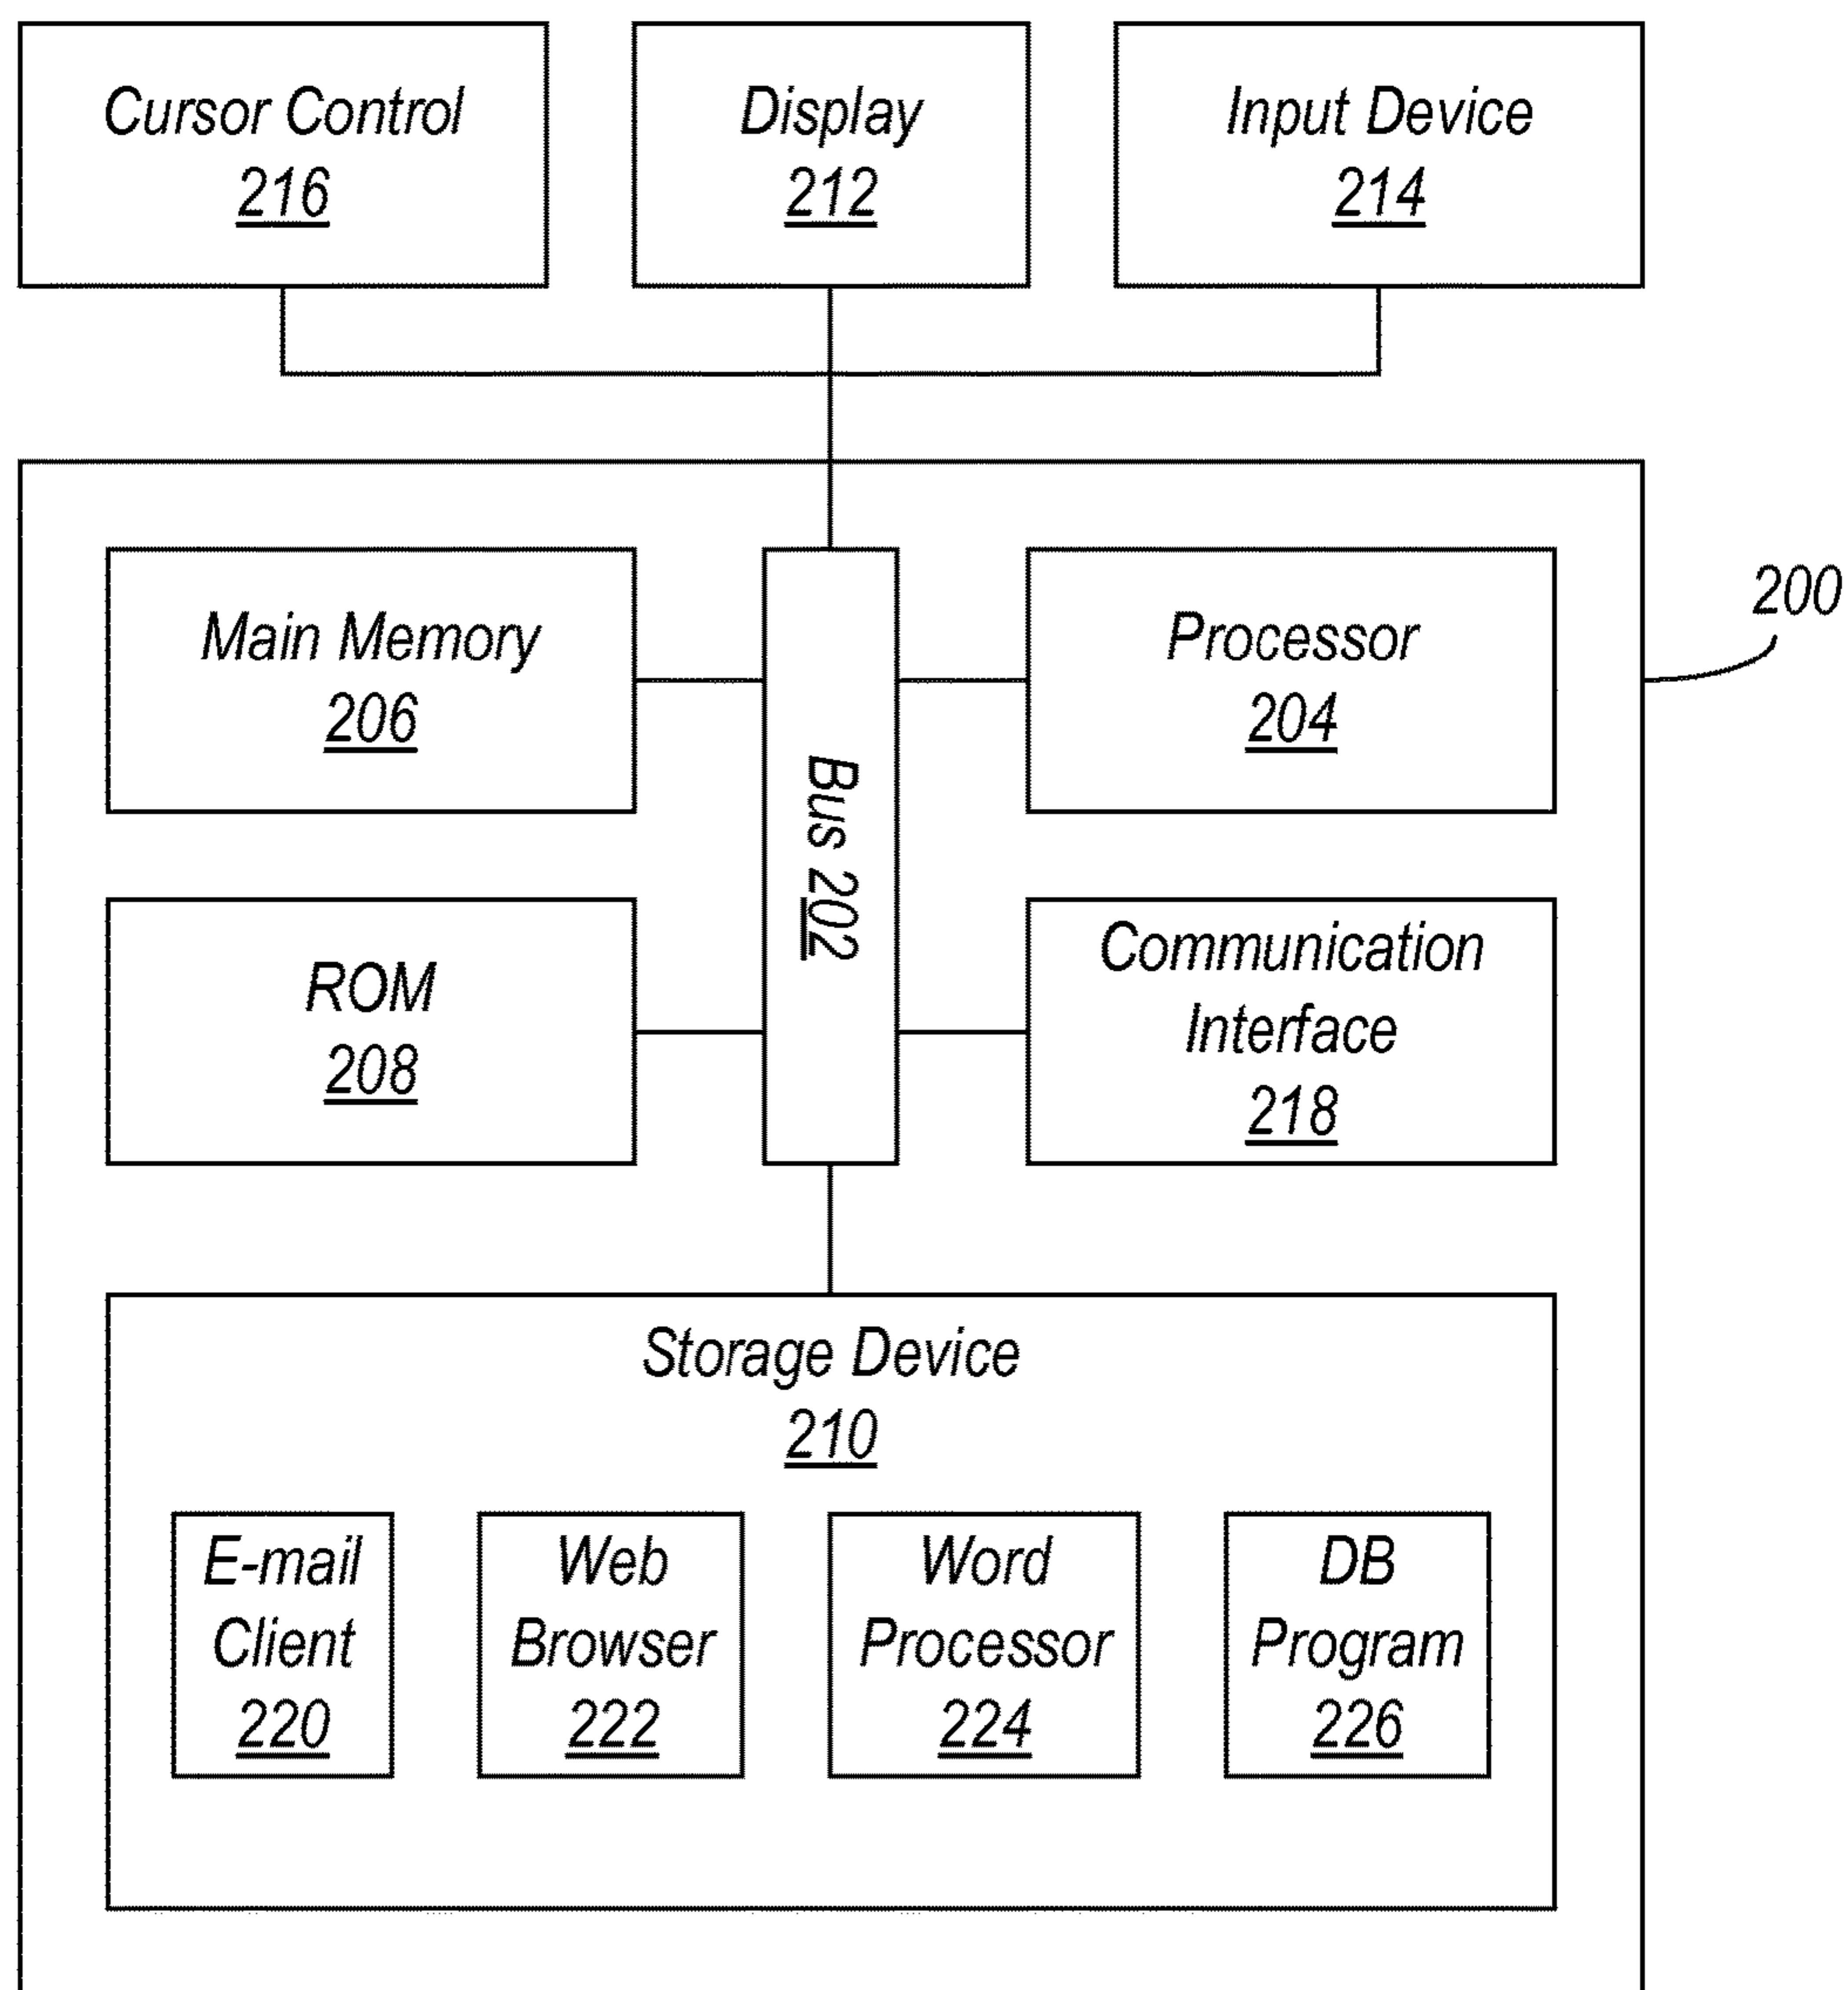 Cursor Control
216
Display
212
Input Device
214
200
Main Memory
206
Bus 202
Processor
204
ROM
208
Communication
Interface
218
Storage Device
210
E-mail
Client
220
Web
Browser
222
Word
Processor
224
DB
Program
226